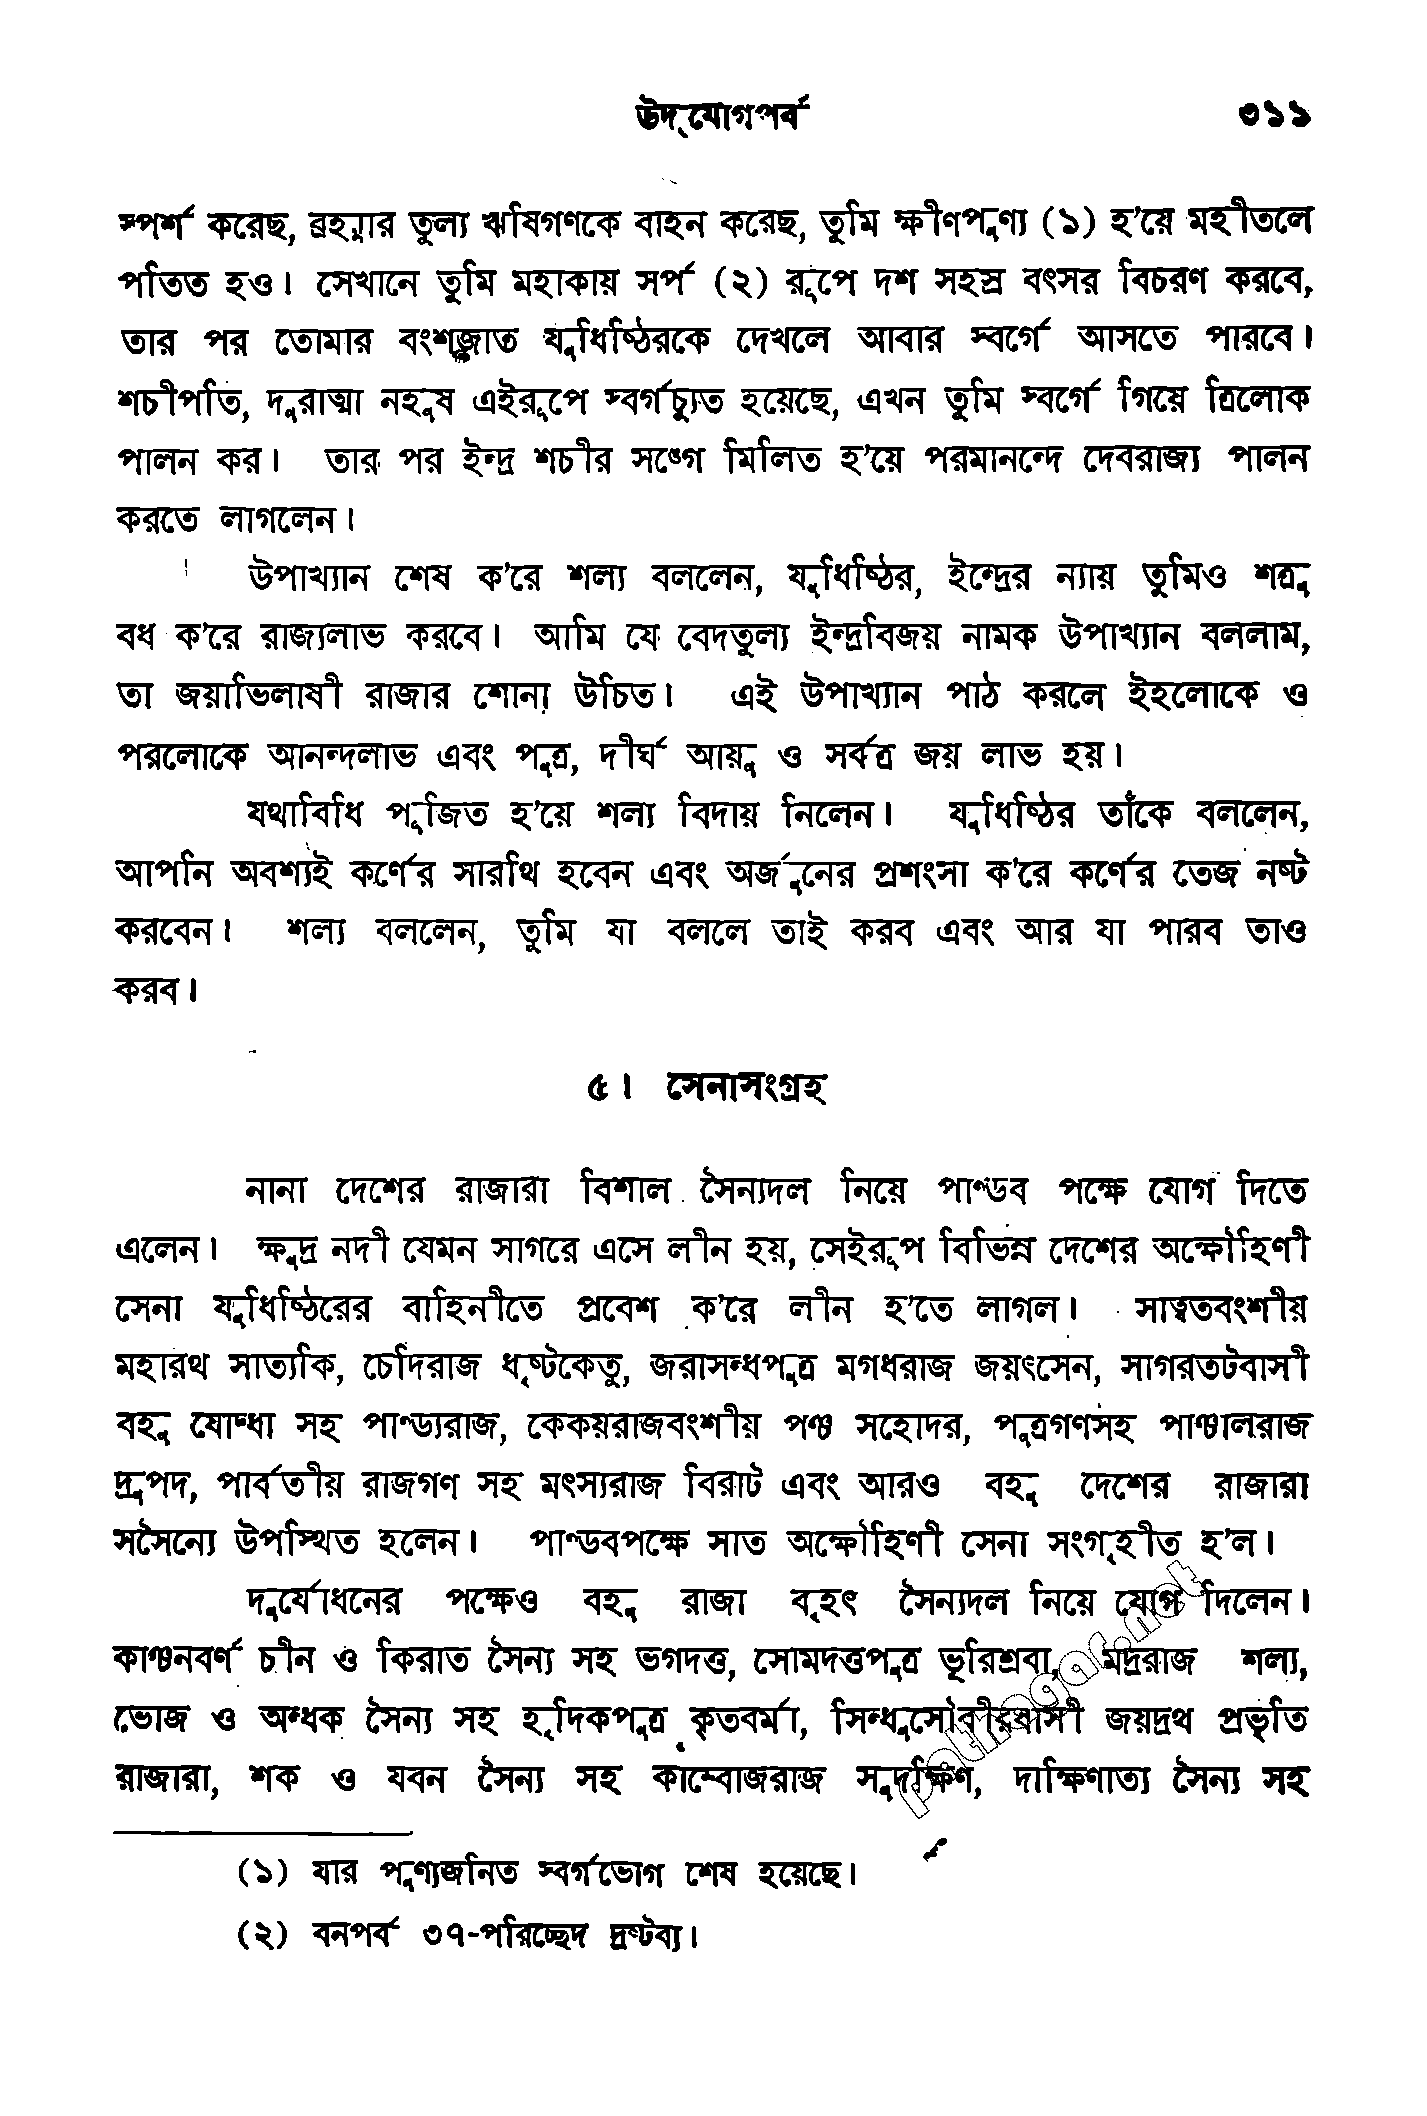 উদ্‌যোগপর্ব ৩১১
স্পর্শ করেছ, ব্রহ্মার তুল্য ঋষিগণকে বাহন করেছ, তুমি ক্ষীণপুণ্য (১) হ'য়ে মহীতলে
পতিত হও। সেখানে তুমি মহাকায় সর্প (২) রূপে দশ সহস্র বৎসর বিচরণ করবে,
তার পর তোমার বংশজাত যুধিষ্ঠিরকে দেখলে আবার স্বর্গে আসতে পারবে।
শচীপতি, দুরাত্মা নহুষ এইরূপে স্বর্গচ্যুত হয়েছে, এখন তুমি স্বর্গে গিয়ে ত্রিলোক
পালন কর। তার পর ইন্দ্র শচীর সঙ্গে মিলিত হ'য়ে পরমানন্দে দেবরাজ্য পালন
করতে লাগলেন।
উপাখ্যান শেষ ক'রে শল্য বললেন, যুধিষ্ঠির, ইন্দ্রের ন্যায় তুমিও শত্রু
বধ ক'রে রাজ্যলাভ করবে। আমি যে বেদতুল্য ইন্দ্রবিজয় নামক উপাখ্যান বললাম,
তা জয়াভিলাষী রাজার শোনা উচিত। এই উপাখ্যান পাঠ করলে ইহলোকে ও
পরলোকে আনন্দলাভ এবং পুত্র, দীর্ঘ আয়ু ও সর্বত্র জয় লাভ হয়।
যথাবিধি পূজিত হ'য়ে শল্য বিদায় নিলেন। যুধিষ্ঠির তাঁকে বললেন,
আপনি অবশ্যই কর্ণের সারথি হবেন এবং অর্জুনের প্রশংসা ক'রে কর্ণের তেজ নষ্ট
করবেন। শল্য বললেন, তুমি যা বললে তাই করব এবং আর যা পারব তাও
করব।
৫। সেনাসংগ্রহ
নানা দেশের রাজারা বিশাল সৈন্যদল নিয়ে পাণ্ডব পক্ষে যোগ দিতে
এলেন। ক্ষুদ্র নদী যেমন সাগরে এসে লীন হয়, সেইরূপ বিভিন্ন দেশের অক্ষৌহিণী
সেনা যুধিষ্ঠিরের বাহিনীতে প্রবেশ ক'রে লীন হ'তে লাগল। সাত্বতবংশীয়
মহারথ সাত্যকি, চেদিরাজ ধৃষ্টকেতু, জরাসন্ধপুত্র মগধরাজ জয়ৎসেন, সাগরতটবাসী
বহু যোদ্ধা সহ পাণ্ড্যরাজ, কেকয়রাজবংশীয় পঞ্চ সহোদর, পুত্রগণসহ পাঞ্চালরাজ
দ্রুপদ, পার্বতীয় রাজগণ সহ মৎস্যরাজ বিরাট এবং আরও বহু দেশের রাজারা
সসৈন্যে উপস্থিত হলেন। পাণ্ডবপক্ষে সাত অক্ষৌহিণী সেনা সংগৃহীত হ'ল।
দুর্যোধনের পক্ষেও বহু রাজা বৃহৎ সৈন্যদল নিয়ে যোগ দিলেন।
কাঞ্চনবর্ণ চীন ও কিরাত সৈন্য সহ ভগদত্ত, সোমদত্তপুত্র ভূরিশ্রবা, মদ্ররাজ শল্য,
ভোজ ও অন্ধক সৈন্য সহ হৃদিকপুত্র কৃতবর্মা, সিন্ধুসৌবীরবাসী জয়দ্রথ প্রভৃতি
রাজারা, শক ও যবন সৈন্য সহ কাম্বোজরাজ সুদক্ষিণ, দাক্ষিণাত্য সৈন্য সহ
(১) যার পুণ্যজনিত স্বর্গভোগ শেষ হয়েছে।
(২) বনপর্ব ৩৭-পরিচ্ছেদ দ্রষ্টব্য।
pathagar.net